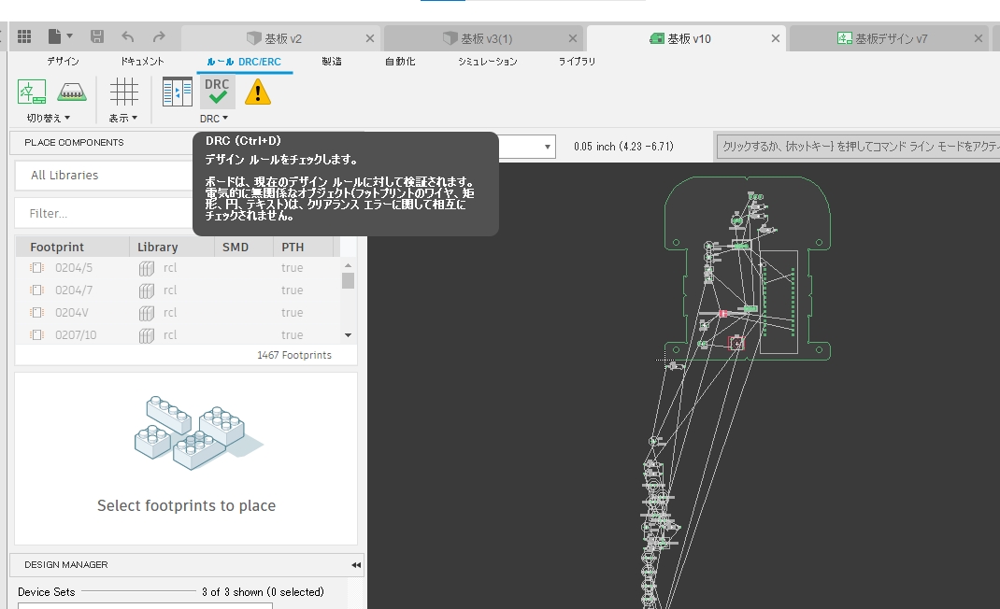 基板 v2
基板 v3(1)
基板 v10
基板デザイン v7
デザイン
ドキュメント
ルール DRC/ERC
製造
自動化
シミュレーション
ライブラリ
DRC
切り替え
表示
DRC
PLACE COMPONENTS
DRC (Ctrl+D)
デザイン ルールをチェックします。
ボードは、現在のデザイン ルールに対して検証されます。
電気的に無関係なオブジェクト(フットプリントのワイヤ、矩
形、円、テキスト)は、クリアランス エラーに関して相互に
チェックされません。
0.05 inch (4.23 -6.71)
クリックするか、{ホットキー} を押してコマンド ライン モードをアクティ
All Libraries
Filter...
Footprint Library SMD PTH
0204/5 rcl true
0204/7 rcl true
0204V rcl true
0207/10 rcl true
1467 Footprints
Select footprints to place
DESIGN MANAGER
Device Sets 3 of 3 shown (0 selected)